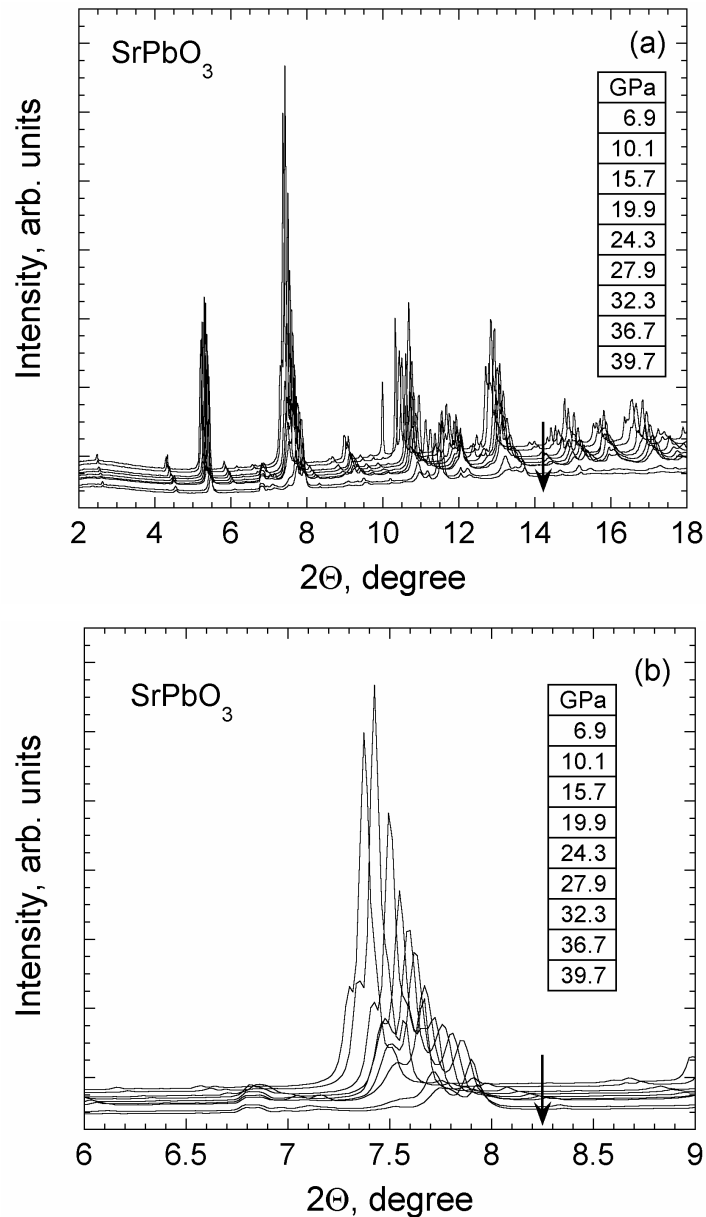 (a)
SrPbO₃
GPa
6.9
10.1
15.7
19.9
24.3
27.9
32.3
36.7
39.7
Intensity, arb. units
2 4 6 8 10 12 14 16 18
2Θ, degree
(b)
SrPbO₃
GPa
6.9
10.1
15.7
19.9
24.3
27.9
32.3
36.7
39.7
Intensity, arb. units
6 6.5 7 7.5 8 8.5 9
2Θ, degree